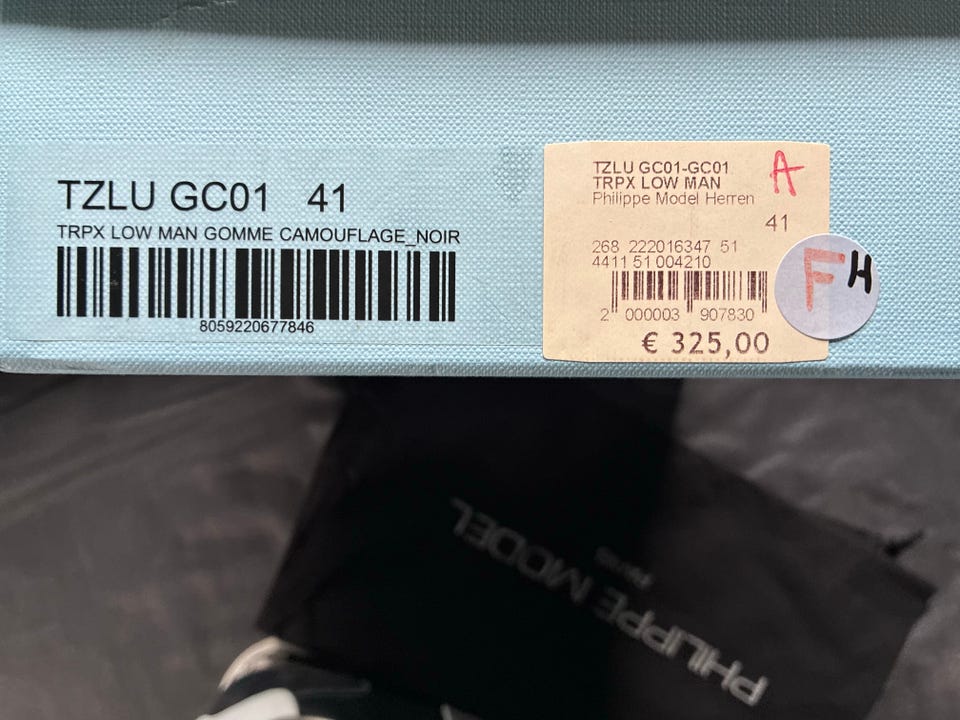 TZLU GC01 41
TRPX LOW MAN GOMME CAMOUFLAGE_NOIR
8059220677846
TZLU GC01-GC01
TRPX LOW MAN
Philippe Model Herren
A
41
268 222016347 51
4411 51 004210
2 000003 907830
€ 325,00
F H
PHILIPPE MODEL
PARIS